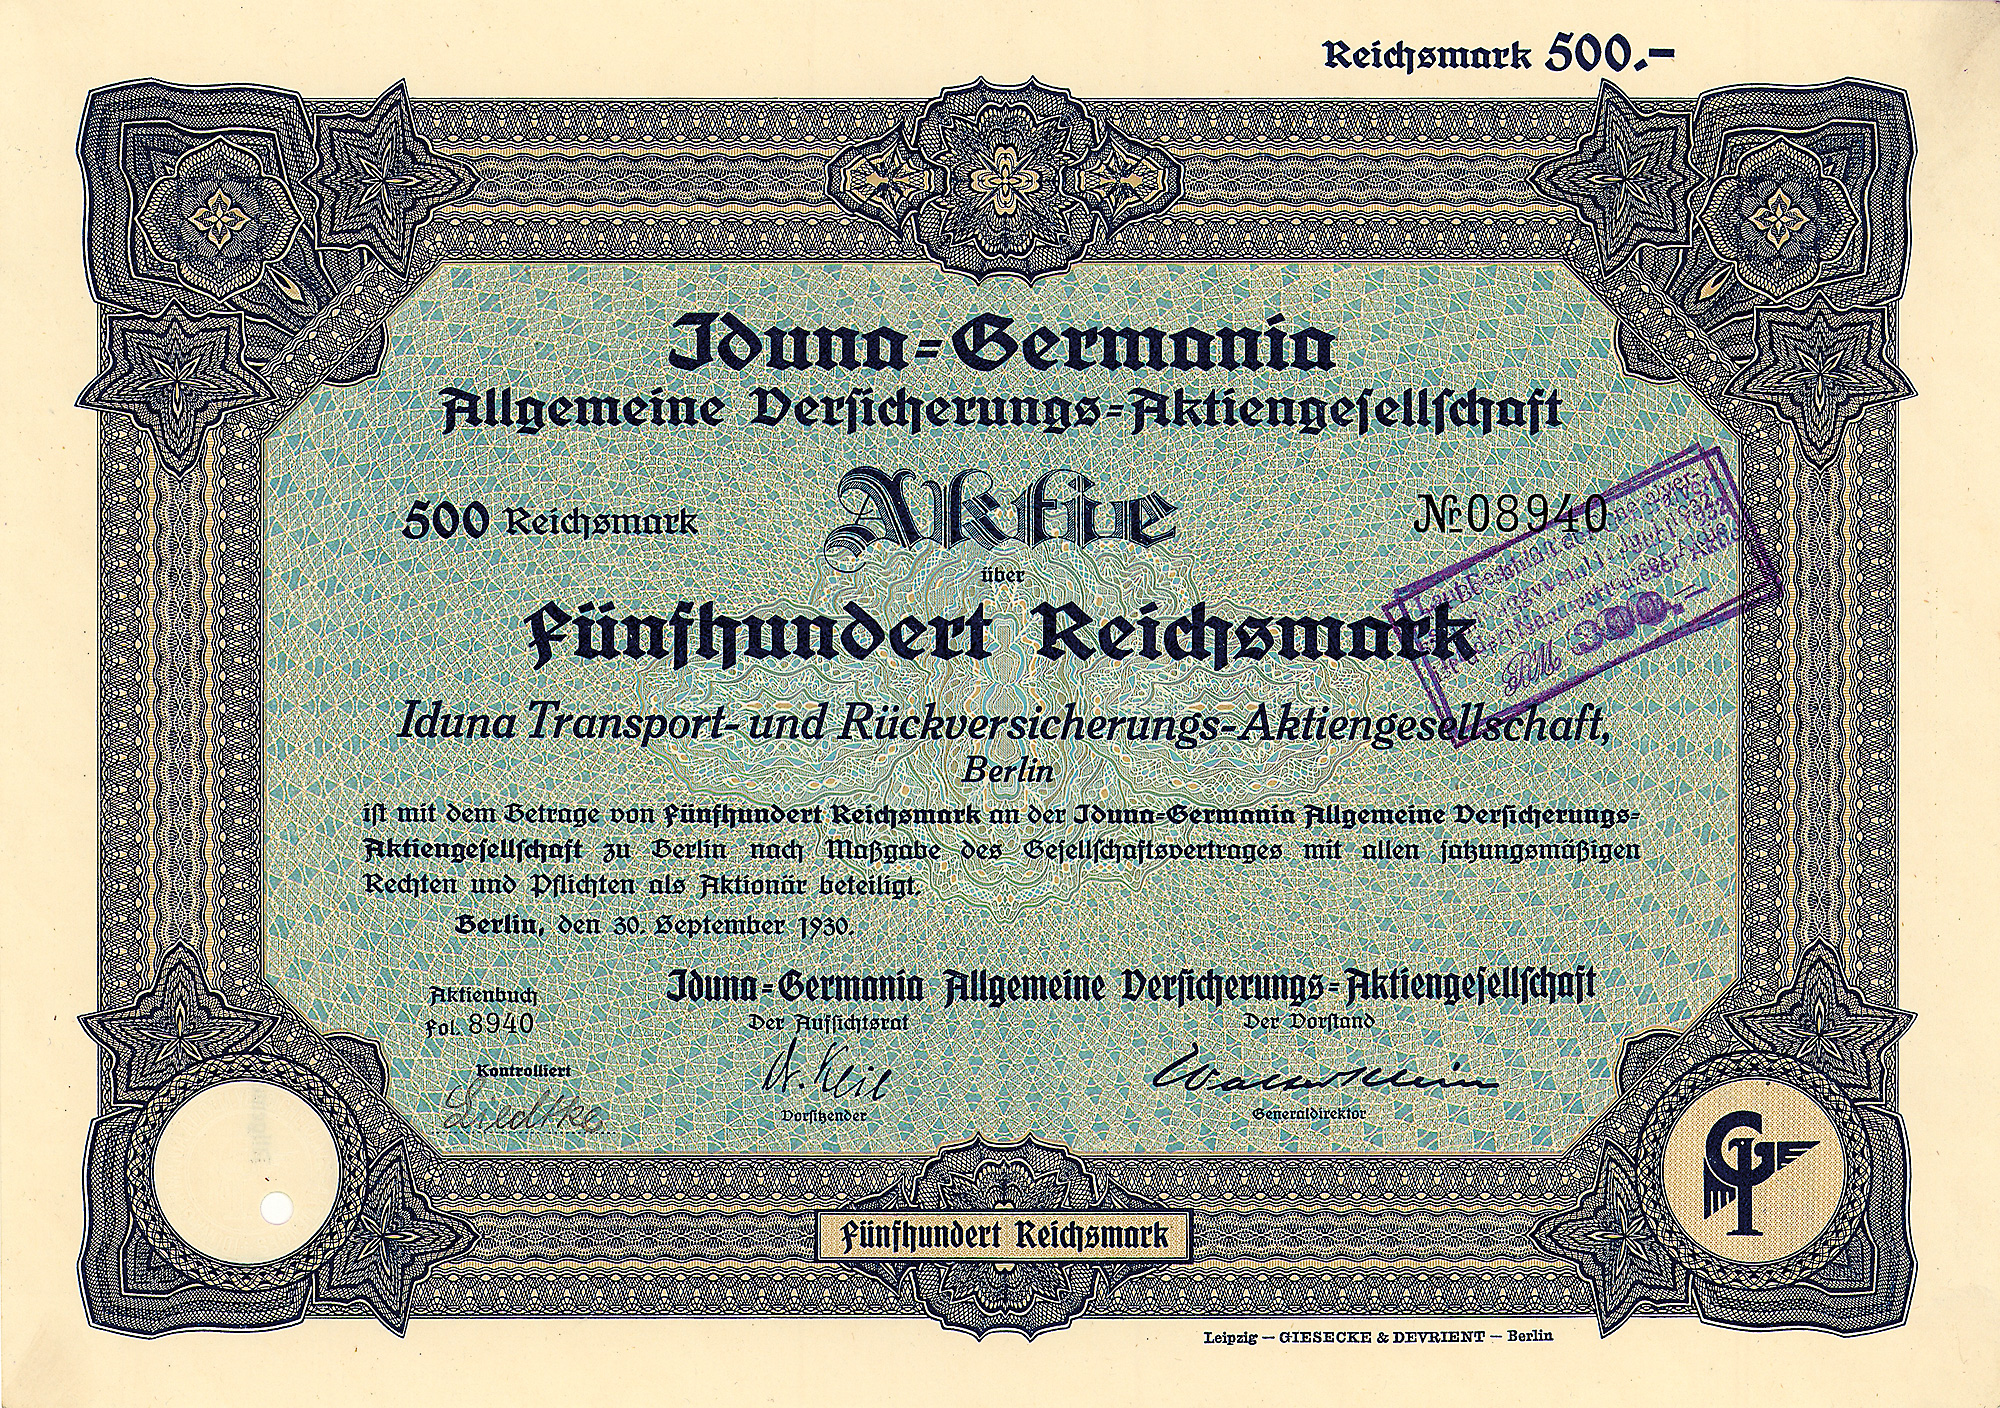 Reichsmark 500.-
Iduna=Germania
Allgemeine Versicherungs=Aktiengesellschaft
500 Reichsmark Aktie № 08940
über
Fünfhundert Reichsmark
RM 300.—
Iduna Transport- und Rückversicherungs-Aktiengesellschaft,
Berlin
ist mit dem Betrage von Fünfhundert Reichsmark an der Iduna=Germania Allgemeine Versicherungs=
Aktiengesellschaft zu Berlin nach Maßgabe des Gesellschaftsvertrages mit allen satzungsmäßigen
Rechten und Pflichten als Aktionär beteiligt.
Berlin, den 30. September 1930.
Iduna=Germania Allgemeine Versicherungs=Aktiengesellschaft
Aktienbuch
Fol. 8940
Der Aufsichtsrat
Der Vorstand
Kontrolliert
Liedtke
Vorsitzender
Generaldirektor
Fünfhundert Reichsmark
Leipzig — GIESECKE & DEVRIENT — Berlin